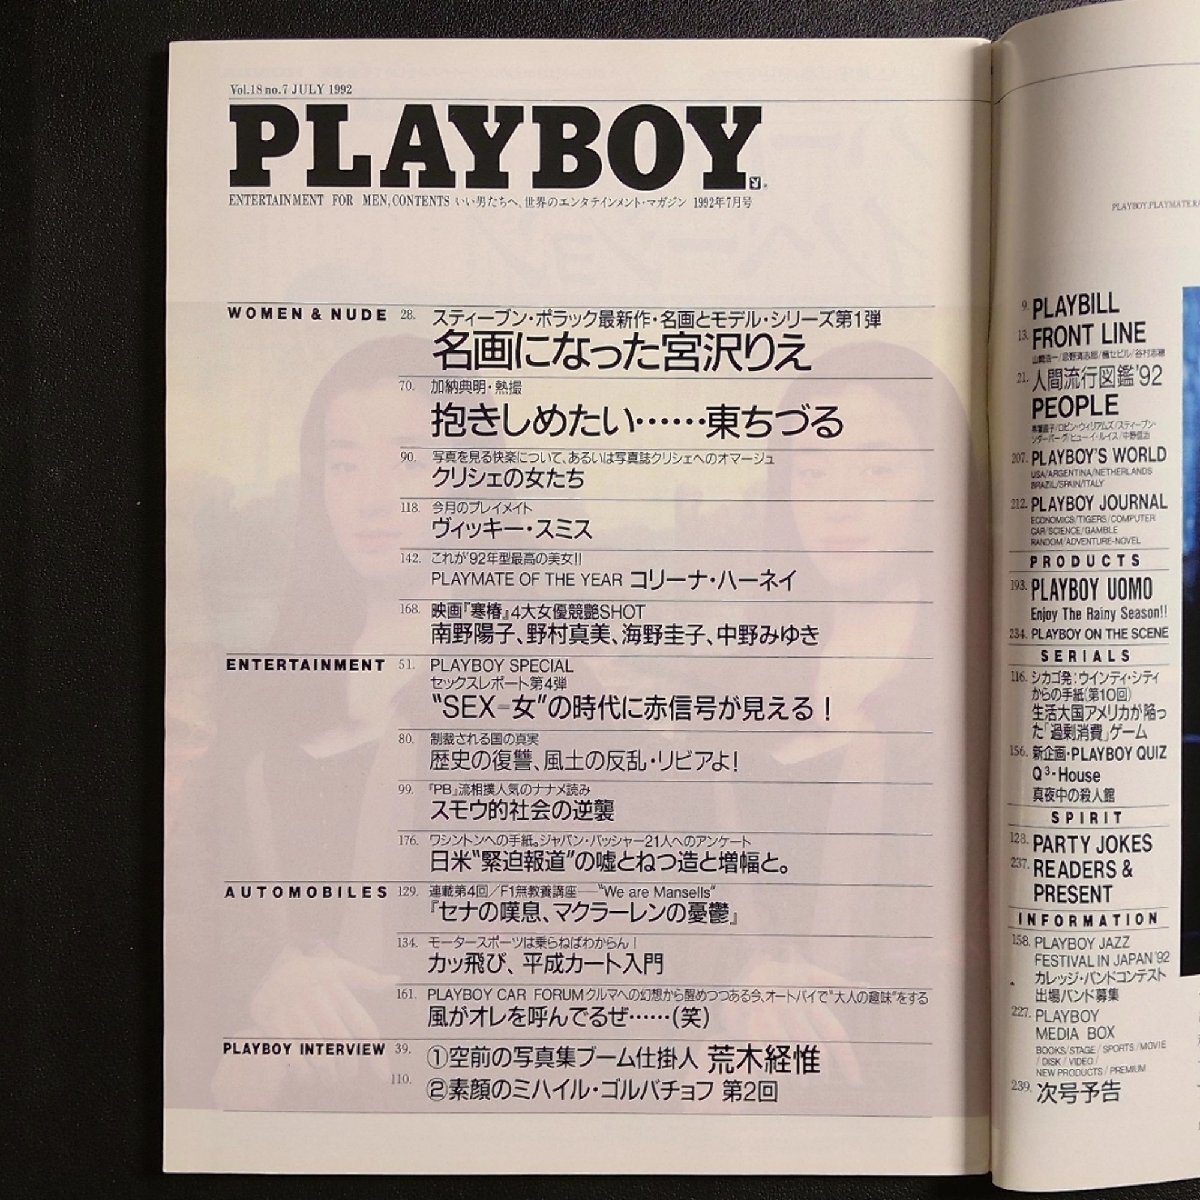 Vol.18 no.7 JULY 1992
PLAYBOY
ENTERTAINMENT FOR MEN, CONTENTS いい男たちへ、世界のエンタテインメント・マガジン 1992年7月号
WOMEN & NUDE
28. スティーブン・ポラック最新作・名画とモデル・シリーズ第1弾
名画になった宮沢りえ
70. 加納典明・熱撮
抱きしめたい……東ちづる
90. 写真を見る快楽について、あるいは写真誌クリシェへのオマージュ
クリシェの女たち
118. 今月のプレイメイト
ヴィッキー・スミス
142. これが'92年型最高の美女!!
PLAYMATE OF THE YEAR コリーナ・ハーネイ
168. 映画『寒椿』4大女優競艶SHOT
南野陽子、野村真美、海野圭子、中野みゆき
ENTERTAINMENT
51. PLAYBOY SPECIAL
セックスレポート第4弾
"SEX=女"の時代に赤信号が見える!
80. 制裁される国の真実
歴史の復讐、風土の反乱・リビアよ!
99. 『PB』流相撲人気のナナメ読み
スモウ的社会の逆襲
176. ワシントンへの手紙。ジャパン・バッシャー21人へのアンケート
日米"緊迫報道"の嘘とねつ造と増幅と。
AUTOMOBILES
129. 連載第4回/F1無教養講座——"We are Mansells"
『セナの嘆息、マクラーレンの憂鬱』
134. モータースポーツは乗らねばわからん!
カッ飛び、平成カート入門
161. PLAYBOY CAR FORUM クルマへの幻想から醒めつつある今、オートバイで"大人の趣味"をする
風がオレを呼んでるぜ……(笑)
PLAYBOY INTERVIEW
39. ①空前の写真集ブーム仕掛人 荒木経惟
110. ②素顔のミハイル・ゴルバチョフ 第2回
9. PLAYBILL
13. FRONT LINE
21. 人間流行図鑑'92
PEOPLE
207. PLAYBOY'S WORLD
USA/ARGENTINA/NETHERLANDS
BRAZIL/SPAIN/ITALY
212. PLAYBOY JOURNAL
ECONOMICS/TIGERS/COMPUTER
CAR/SCIENCE/GAMBLE
RANDOM/ADVENTURE-NOVEL
PRODUCTS
193. PLAYBOY UOMO
Enjoy The Rainy Season!!
234. PLAYBOY ON THE SCENE
SERIALS
116. シカゴ発:ウインディ・シティ
からの手紙(第10回)
生活大国アメリカが陥っ
た「過剰消費」ゲーム
156. 新企画・PLAYBOY QUIZ
Q³-House
真夜中の殺人館
SPIRIT
128. PARTY JOKES
237. READERS &
PRESENT
INFORMATION
158. PLAYBOY JAZZ
FESTIVAL IN JAPAN '92
カレッジ・バンドコンテスト
出場バンド募集
227. PLAYBOY
MEDIA BOX
BOOKS/STAGE/SPORTS/MOVIE
/DISK/VIDEO/
NEW PRODUCTS/PREMIUM
239. 次号予告